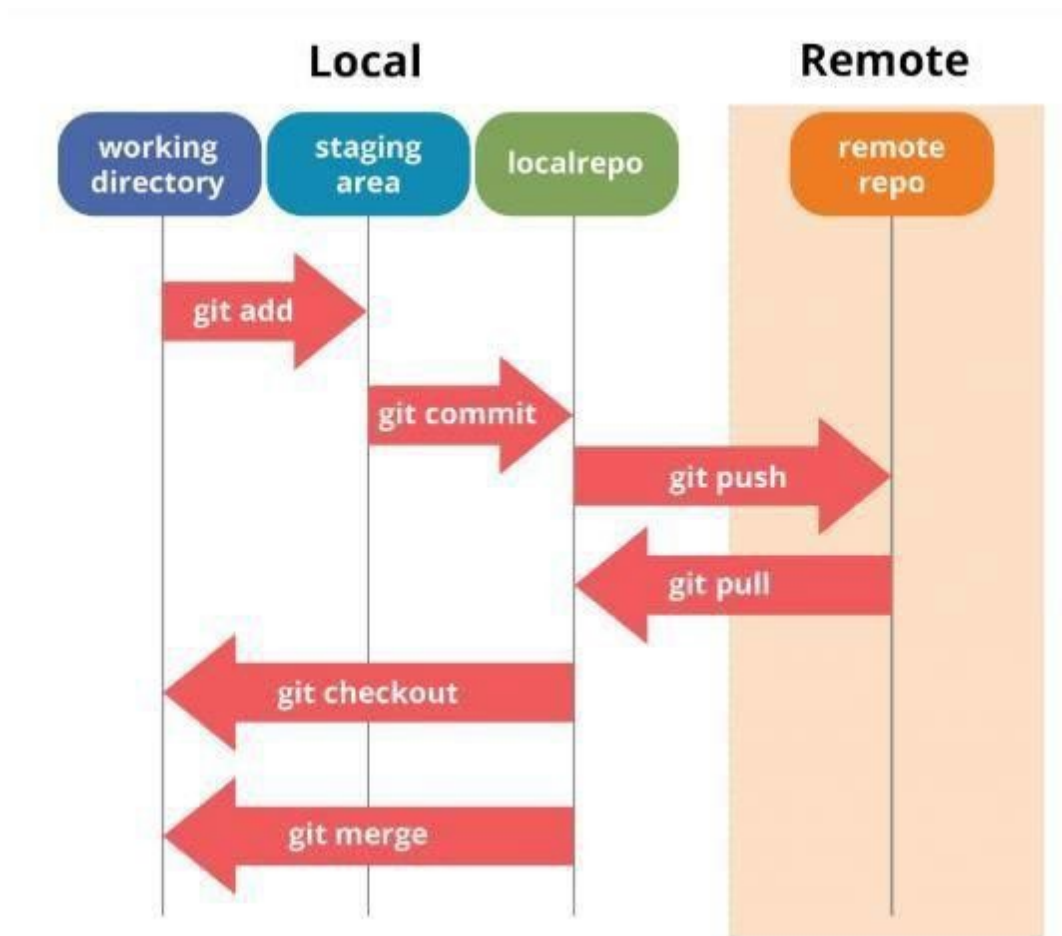 Local
Remote
working
directory
staging
area
localrepo
remote
repo
git add
git commit
git push
git pull
git checkout
git merge